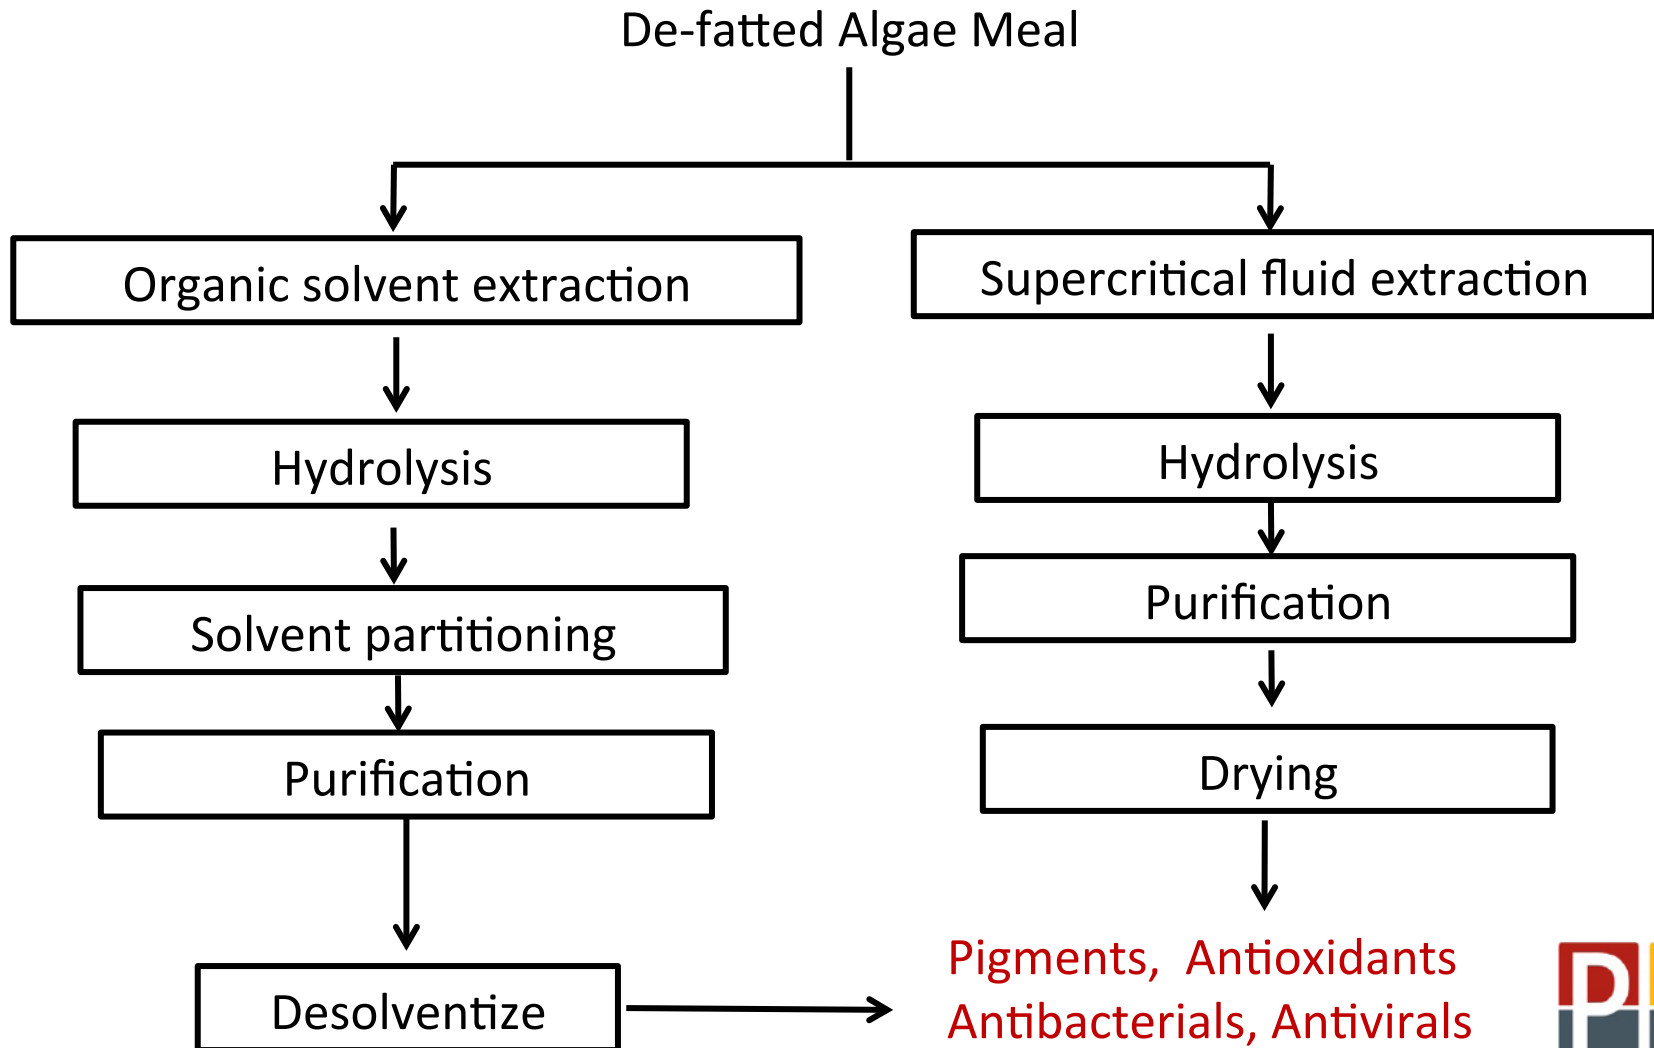 De-fatted Algae Meal
Organic solvent extraction
Supercritical fluid extraction
Hydrolysis
Hydrolysis
Solvent partitioning
Purification
Purification
Drying
Desolventize
Pigments, Antioxidants
Antibacterials, Antivirals
P